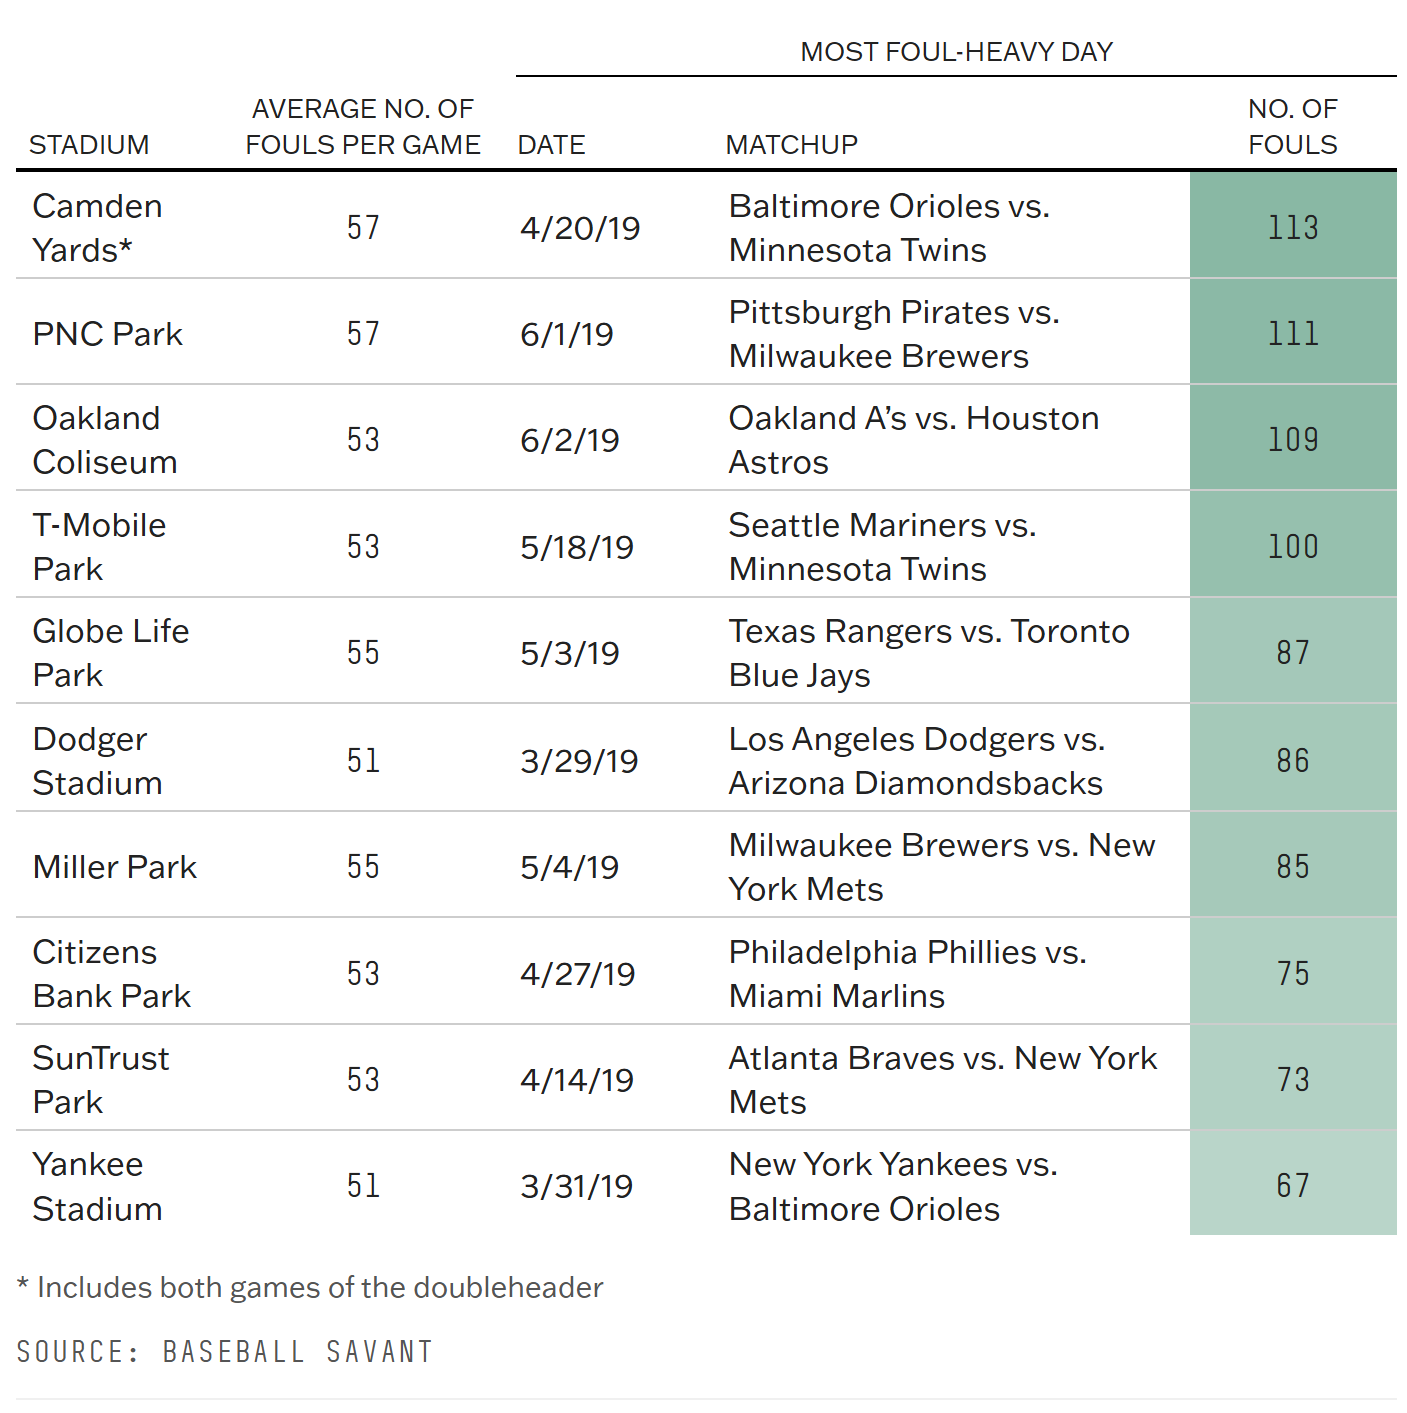 MOST FOUL-HEAVY DAY
STADIUM AVERAGE NO. OF FOULS PER GAME DATE MATCHUP NO. OF FOULS
Camden Yards* 57 4/20/19 Baltimore Orioles vs. Minnesota Twins 113
PNC Park 57 6/1/19 Pittsburgh Pirates vs. Milwaukee Brewers 111
Oakland Coliseum 53 6/2/19 Oakland A’s vs. Houston Astros 109
T-Mobile Park 53 5/18/19 Seattle Mariners vs. Minnesota Twins 100
Globe Life Park 55 5/3/19 Texas Rangers vs. Toronto Blue Jays 87
Dodger Stadium 51 3/29/19 Los Angeles Dodgers vs. Arizona Diamondsbacks 86
Miller Park 55 5/4/19 Milwaukee Brewers vs. New York Mets 85
Citizens Bank Park 53 4/27/19 Philadelphia Phillies vs. Miami Marlins 75
SunTrust Park 53 4/14/19 Atlanta Braves vs. New York Mets 73
Yankee Stadium 51 3/31/19 New York Yankees vs. Baltimore Orioles 67
* Includes both games of the doubleheader
SOURCE: BASEBALL SAVANT